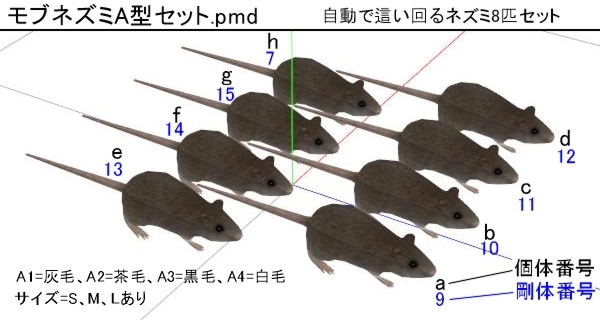 モブネズミA型セット.pmd
自動で這い回るネズミ8匹セット
h
7
g
15
f
14
e
13
d
12
c
11
b
10
a
9
個体番号
剛体番号
A1=灰毛、A2=茶毛、A3=黒毛、A4=白毛
サイズ=S、M、Lあり